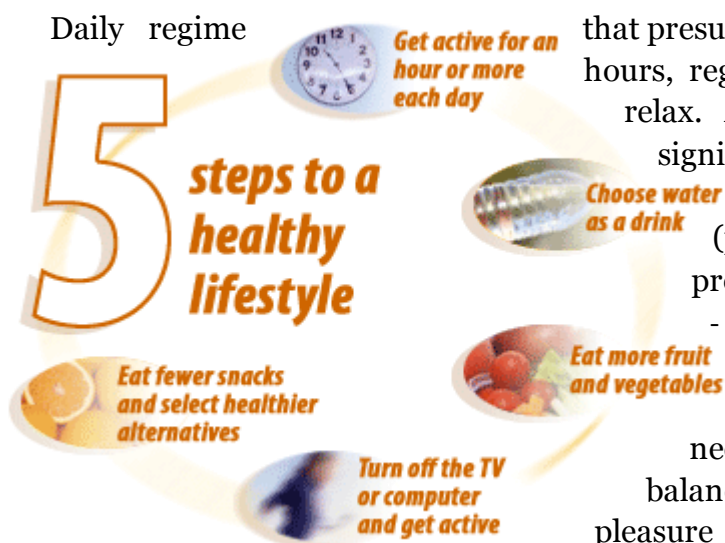 Daily regime
that presu
hours, reg
relax.
signi
(
pr
-
ne
balan
pleasure
5
steps to a
healthy
lifestyle
Get active for an
hour or more
each day
Choose water
as a drink
Eat more fruit
and vegetables
Turn off the TV
or computer
and get active
Eat fewer snacks
and select healthier
alternatives